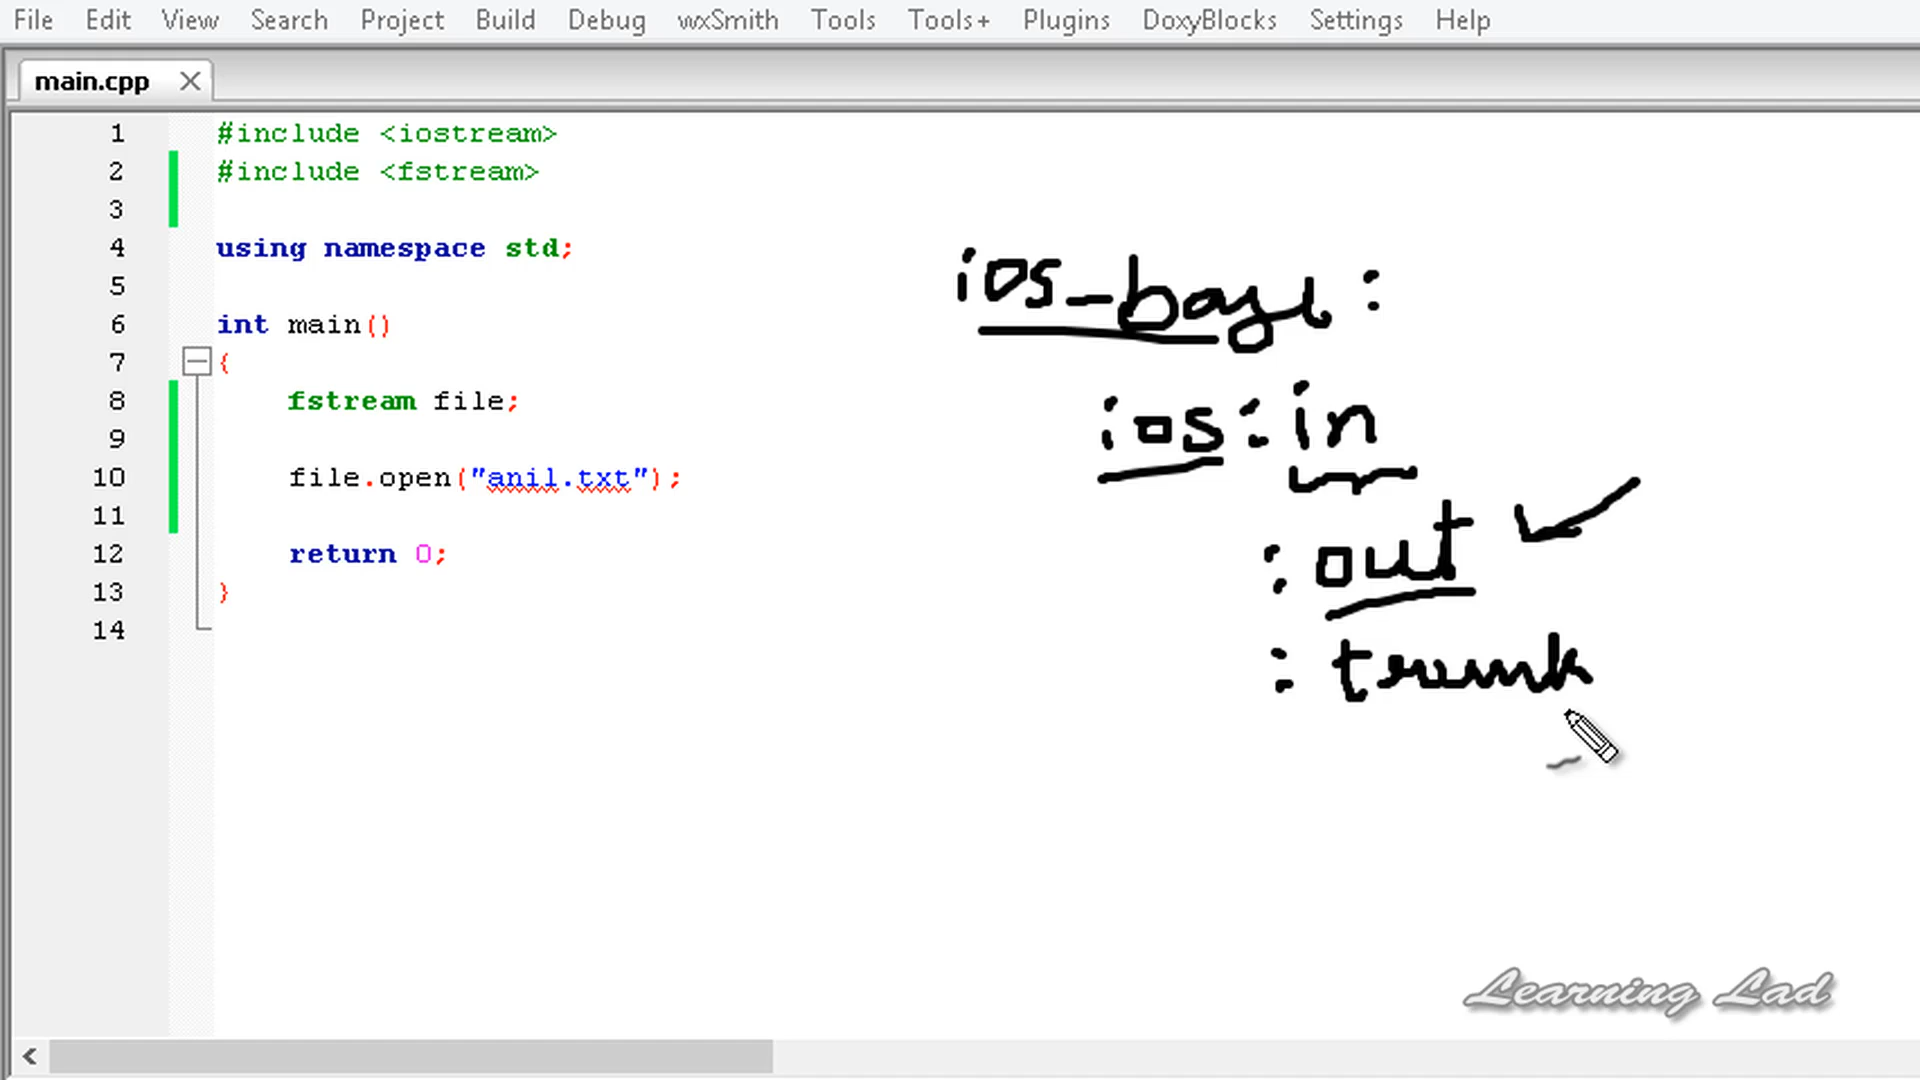 File Edit View Search Project Build Debug wxSmith Tools Tools+ Plugins DoxyBlocks Settings Help
main.cpp
1 #include <iostream>
2 #include <fstream>
3
4 using namespace std;
5
6 int main()
7 {
8 fstream file;
9
10 file.open("anil.txt");
11
12 return 0;
13 }
14
ios_base:
ios:in
:out
Learning Lad